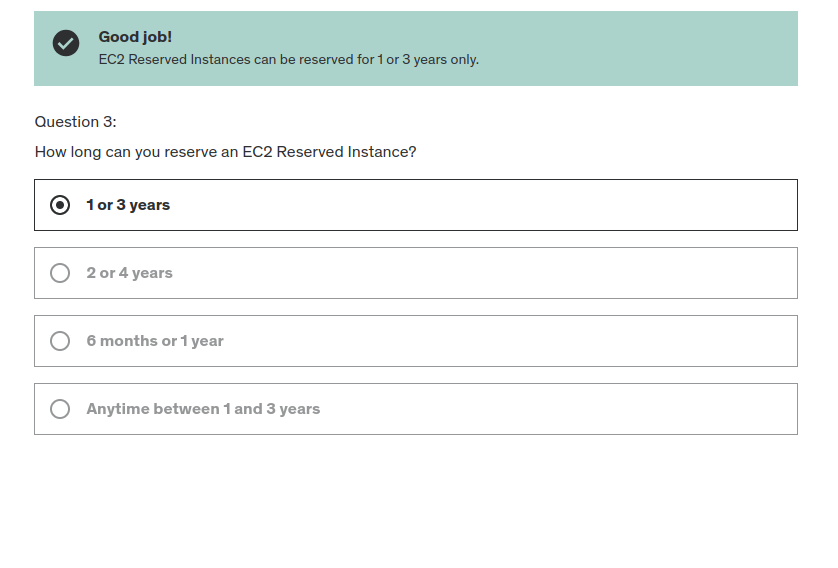 Good job!
EC2 Reserved Instances can be reserved for 1 or 3 years only.
Question 3:
How long can you reserve an EC2 Reserved Instance?
1 or 3 years
2 or 4 years
6 months or 1 year
Anytime between 1 and 3 years